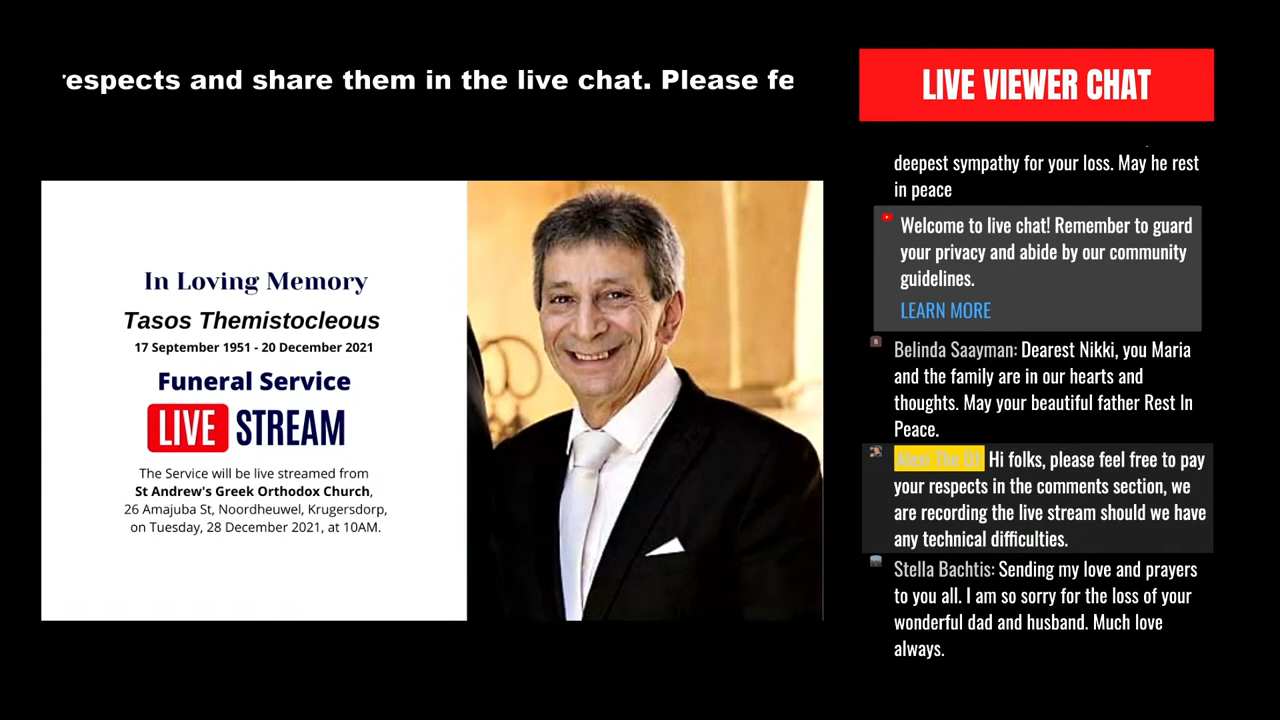 espects and share them in the live chat. Please fe
LIVE VIEWER CHAT
In Loving Memory
Tasos Themistocleous
17 September 1951 - 20 December 2021
Funeral Service
LIVE STREAM
The Service will be live streamed from
St Andrew's Greek Orthodox Church,
26 Amajuba St, Noordheuwel, Krugersdorp,
on Tuesday, 28 December 2021, at 10AM.
deepest sympathy for your loss. May he rest
in peace
Welcome to live chat! Remember to guard
your privacy and abide by our community
guidelines.
LEARN MORE
Belinda Saayman: Dearest Nikki, you Maria
and the family are in our hearts and
thoughts. May your beautiful father Rest In
Peace.
Alexi The DJ: Hi folks, please feel free to pay
your respects in the comments section, we
are recording the live stream should we have
any technical difficulties.
Stella Bachtis: Sending my love and prayers
to you all. I am so sorry for the loss of your
wonderful dad and husband. Much love
always.